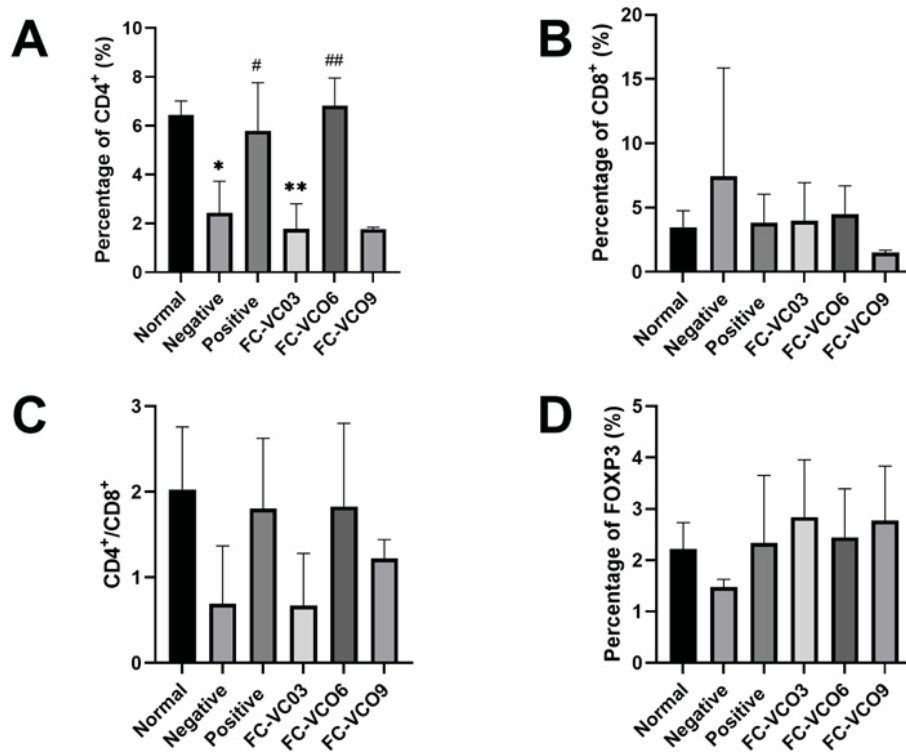 A
Percentage of CD4⁺ (%)
8
6
4
2
0
*
#
**
##
Normal
Negative
Positive
FC-VC03
FC-VCO6
FC-VCO9
B
Percentage of CD8⁺ (%)
20
15
10
5
0
Normal
Negative
Positive
FC-VC03
FC-VCO6
FC-VCO9
C
CD4⁺/CD8⁺
3
2
1
0
Normal
Negative
Positive
FC-VC03
FC-VCO6
FC-VCO9
D
Percentage of FOXP3 (%)
5
4
3
2
1
0
Normal
Negative
Positive
FC-VCO3
FC-VCO6
FC-VCO9